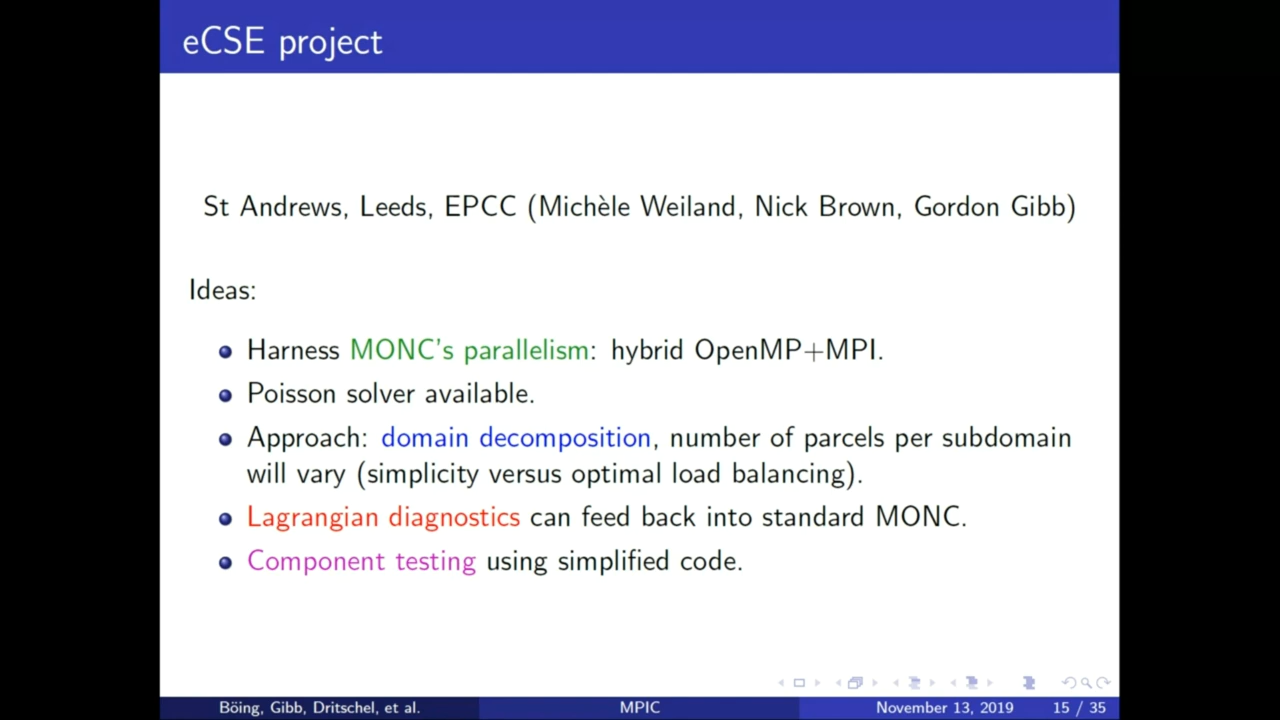 eCSE project
St Andrews, Leeds, EPCC (Michèle Weiland, Nick Brown, Gordon Gibb)
Ideas:
Harness MONC's parallelism: hybrid OpenMP+MPI.
Poisson solver available.
Approach: domain decomposition, number of parcels per subdomain
will vary (simplicity versus optimal load balancing).
Lagrangian diagnostics can feed back into standard MONC.
Component testing using simplified code.
Böing, Gibb, Dritschel, et al. MPIC November 13, 2019 15 / 35